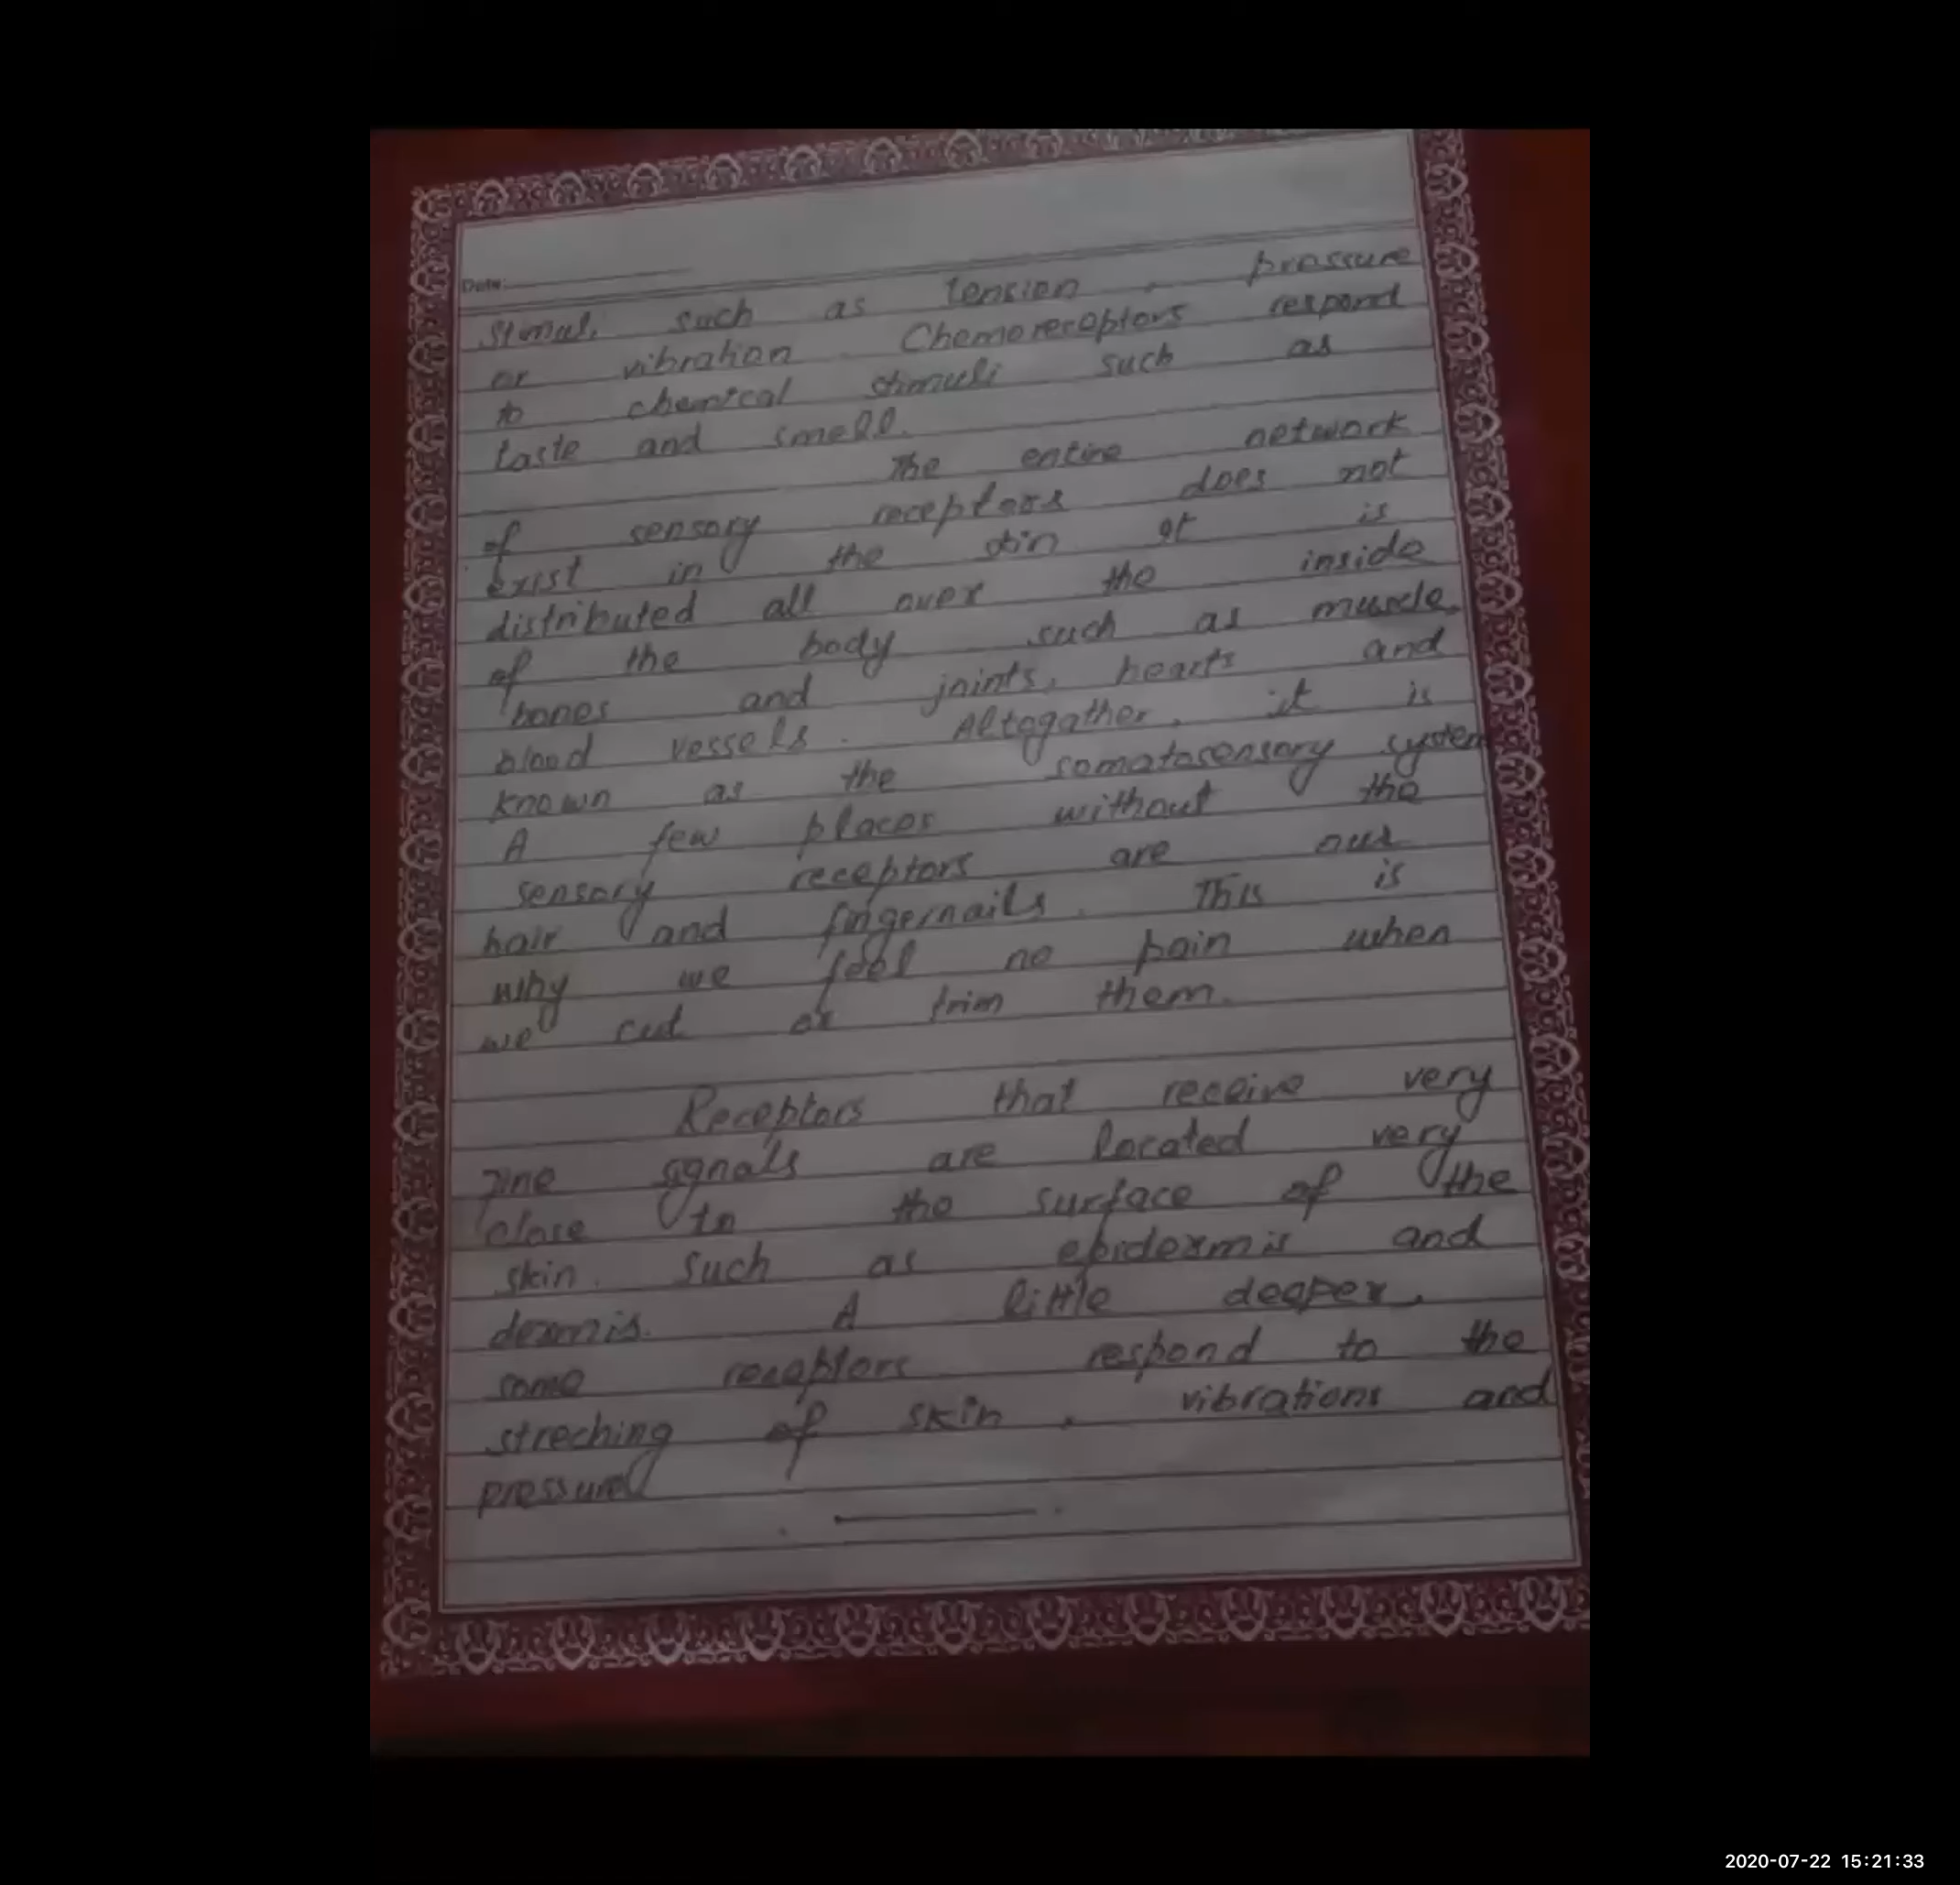 Date:
Stimuli such as tension, pressure
or vibration. Chemoreceptors respond
to chemical stimuli such as
taste and smell.
The entire network
of sensory receptors does not
exist in the skin. It is
distributed all over the inside
of the body such as muscle,
bones and joints, hearts and
blood vessels. Altogather, it is
known as the somatosensory system
A few places without the
sensory receptors are our
hair and fingernails. This is
why we feel no pain when
we cut or trim them.
Receptors that receive very
fine signals are located very
close to the surface of the
skin. Such as epidermis and
dermis. A little deeper,
some receptors respond to the
streching of skin, vibrations and
pressure
2020-07-22 15:21:33